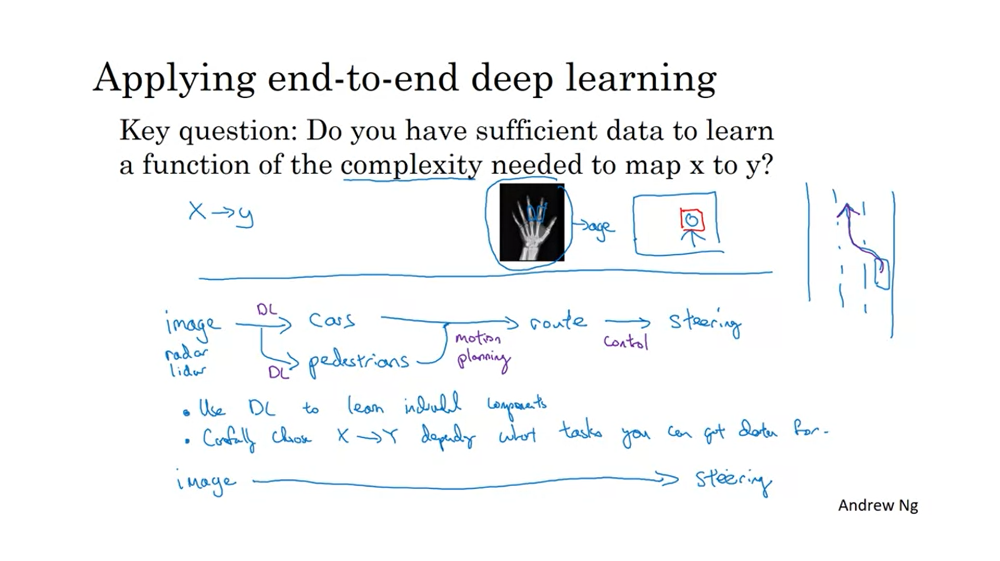 Applying end-to-end deep learning
Key question: Do you have sufficient data to learn
a function of the complexity needed to map x to y?
X → y
→ age
image DL → cars → route → steering
radar
lidar
DL → pedestrians
motion
planning
control
• Use DL to learn individual components
• Carefully choose X → Y depending what tasks you can get data for.
image → steering
Andrew Ng